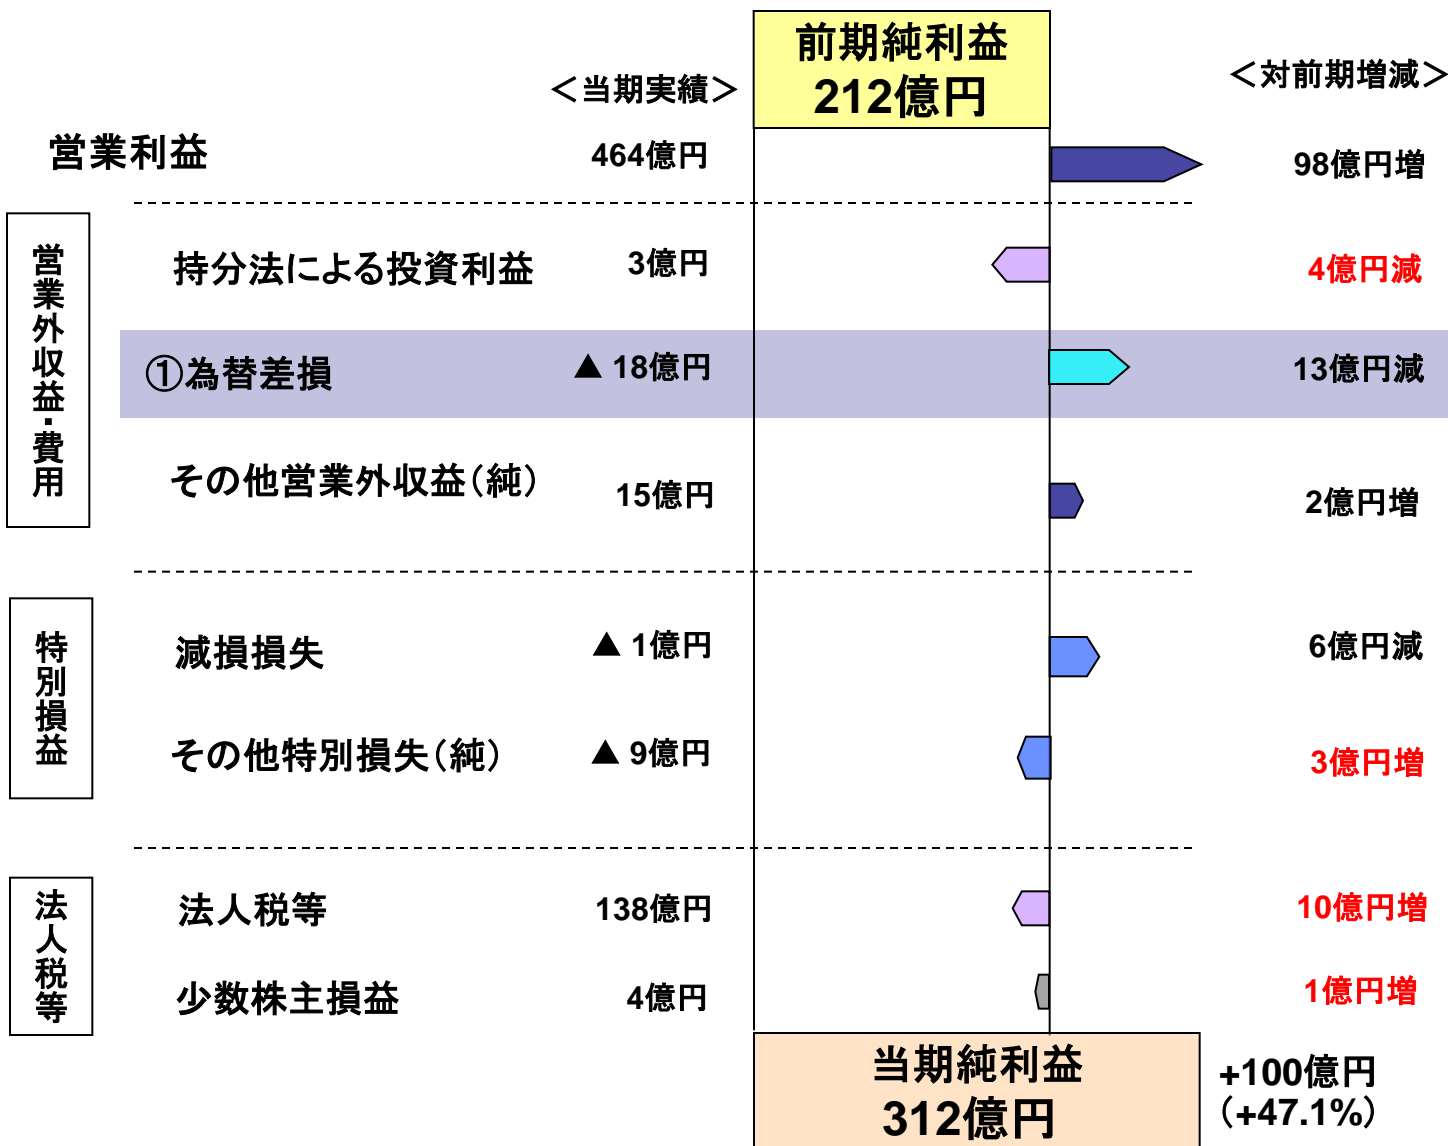 前期純利益
212億円
＜当期実績＞
＜対前期増減＞
営業利益
464億円
98億円増
営業外収益・費用
持分法による投資利益
3億円
4億円減
①為替差損
▲ 18億円
13億円減
その他営業外収益（純）
15億円
2億円増
特別損益
減損損失
▲ 1億円
6億円減
その他特別損失（純）
▲ 9億円
3億円増
法人税等
法人税等
138億円
10億円増
少数株主損益
4億円
1億円増
当期純利益
312億円
+100億円
（+47.1%）